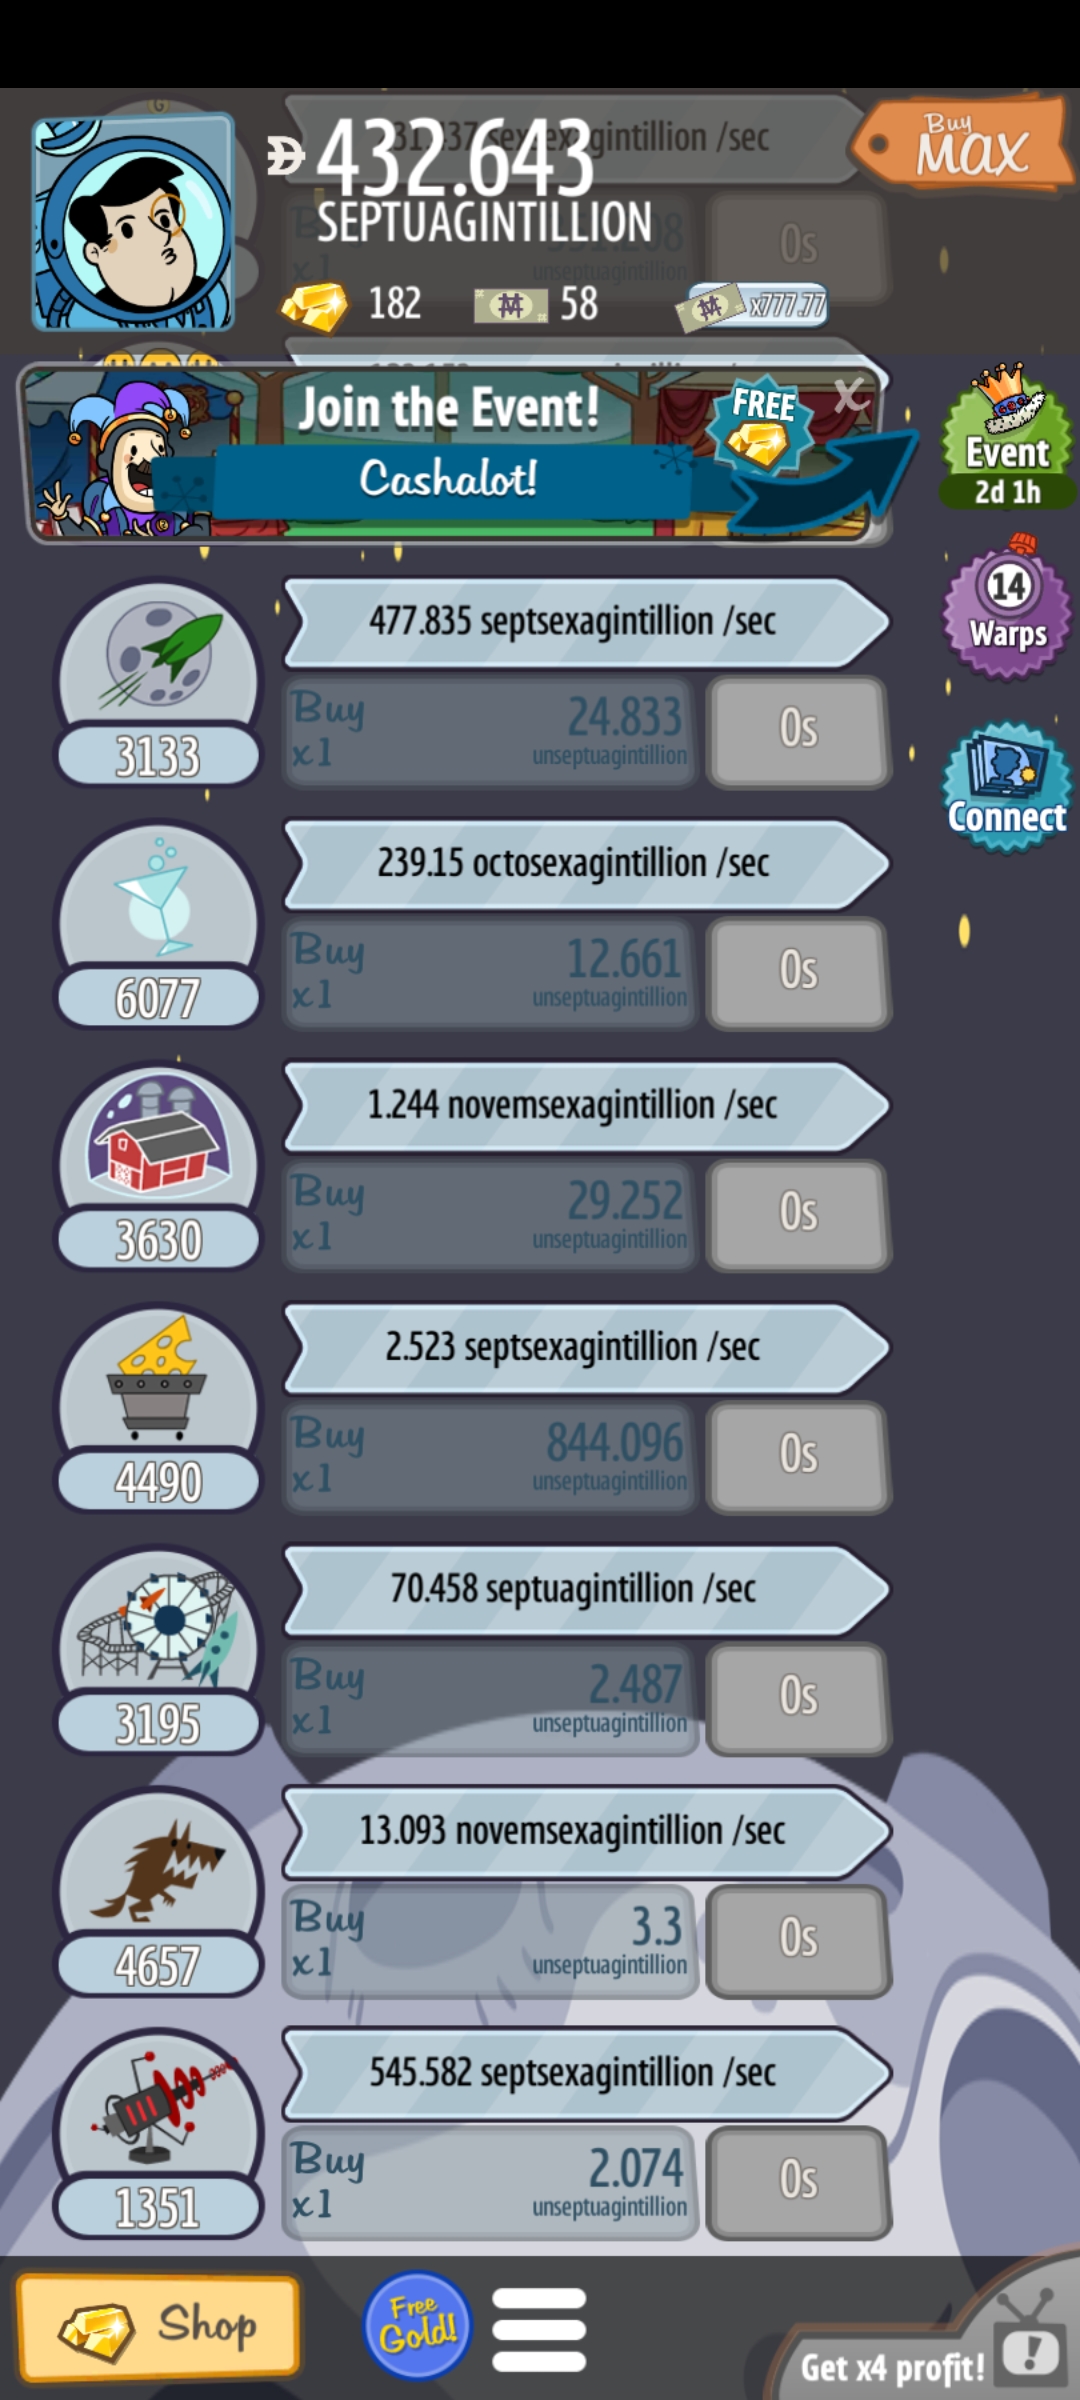 432.643
SEPTUAGINTILLION
Buy
MAX
/sec
0s
unseptuagintillion
182
58
x777.77
Join the Event!
Cashalot!
FREE
X
Event
2d 1h
14
Warps
Connect
477.835 septsexagintillion /sec
Buy
x1
24.833
unseptuagintillion
0s
3133
239.15 octosexagintillion /sec
Buy
x1
12.661
unseptuagintillion
0s
6077
1.244 novemsexagintillion /sec
Buy
x1
29.252
unseptuagintillion
0s
3630
2.523 septsexagintillion /sec
Buy
x1
844.096
unseptuagintillion
0s
4490
70.458 septuagintillion /sec
Buy
x1
2.487
unseptuagintillion
0s
3195
13.093 novemsexagintillion /sec
Buy
x1
3.3
unseptuagintillion
0s
4657
545.582 septsexagintillion /sec
Buy
x1
2.074
unseptuagintillion
0s
1351
Shop
Free
Gold!
Get x4 profit!